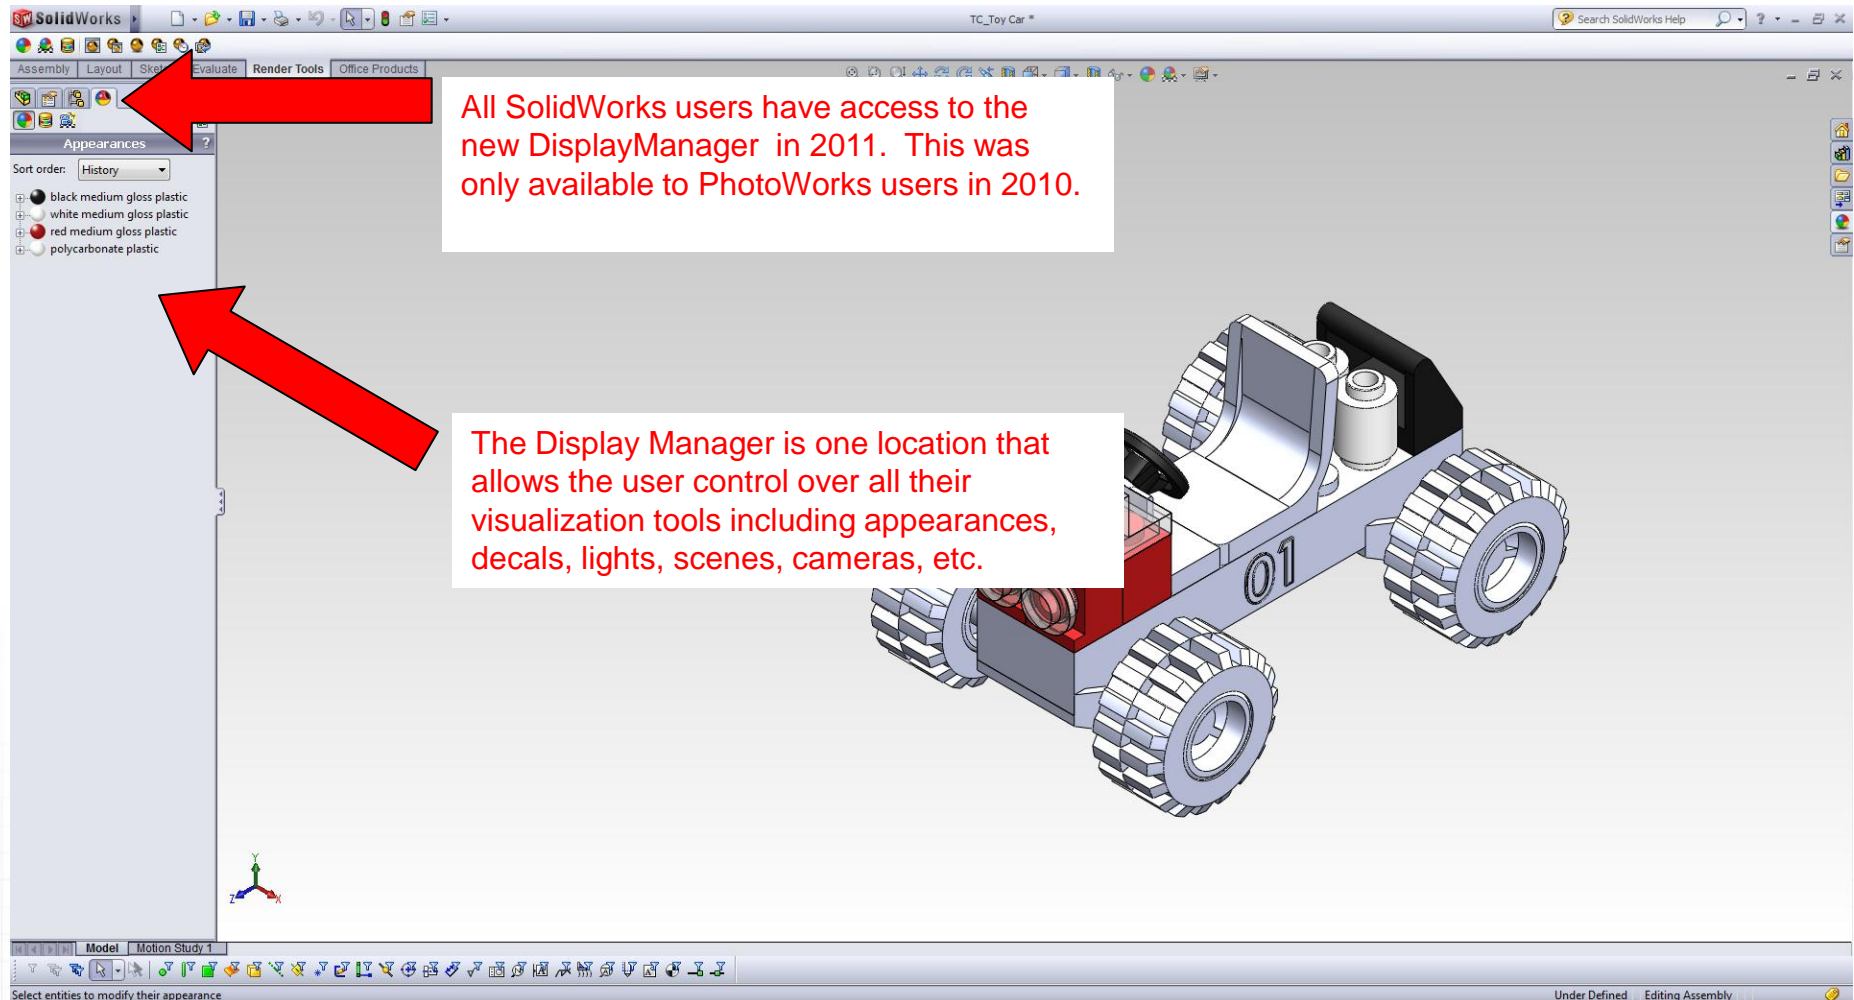 SolidWorks
TC_Toy Car *
Search SolidWorks Help
Assembly Layout Evaluate Render Tools Office Products
Appearances ?
Sort order: History
black medium gloss plastic
white medium gloss plastic
red medium gloss plastic
polycarbonate plastic
All SolidWorks users have access to the
new DisplayManager in 2011. This was
only available to PhotoWorks users in 2010.
The Display Manager is one location that
allows the user control over all their
visualization tools including appearances,
decals, lights, scenes, cameras, etc.
01
Y
Z X
Model Motion Study 1
Select entities to modify their appearance
Under Defined Editing Assembly